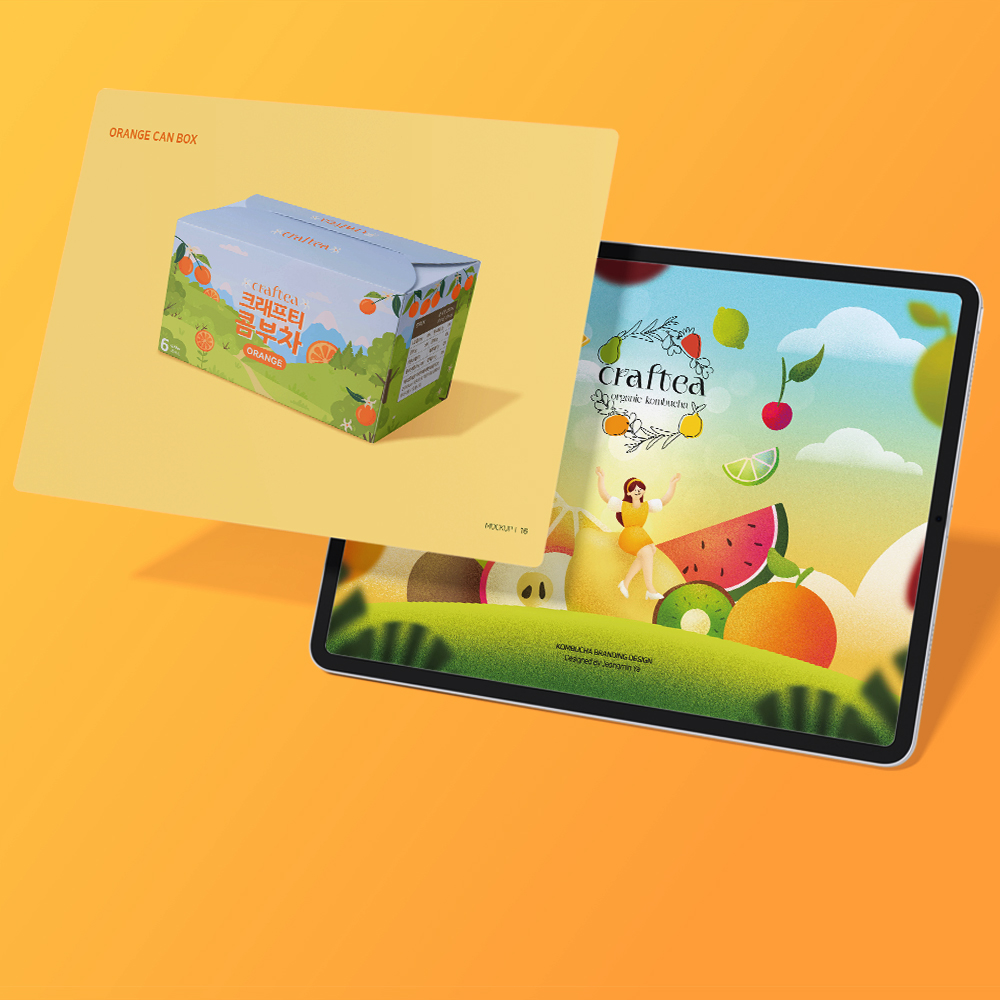 ORANGE CAN BOX
craftea
craftea
크래프티
콤부차
ORANGE
6
MOCKUP | 16
craftea
organic kombucha
KOMBUCHA BRANDING DESIGN
Designed by Jeongmin Ye